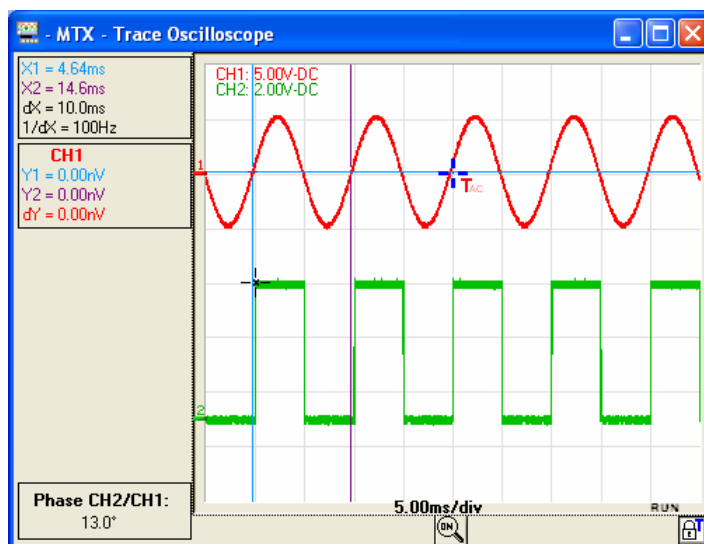 - MTX - Trace Oscilloscope
X1 = 4.64ms
X2 = 14.6ms
dX = 10.0ms
1/dX = 100Hz
CH1
Y1 = 0.00nV
Y2 = 0.00nV
dY = 0.00nV
CH1: 5.00V-DC
CH2: 2.00V-DC
1
TAC
2
Phase CH2/CH1:
13.0°
5.00ms/div
RUN
ON
T